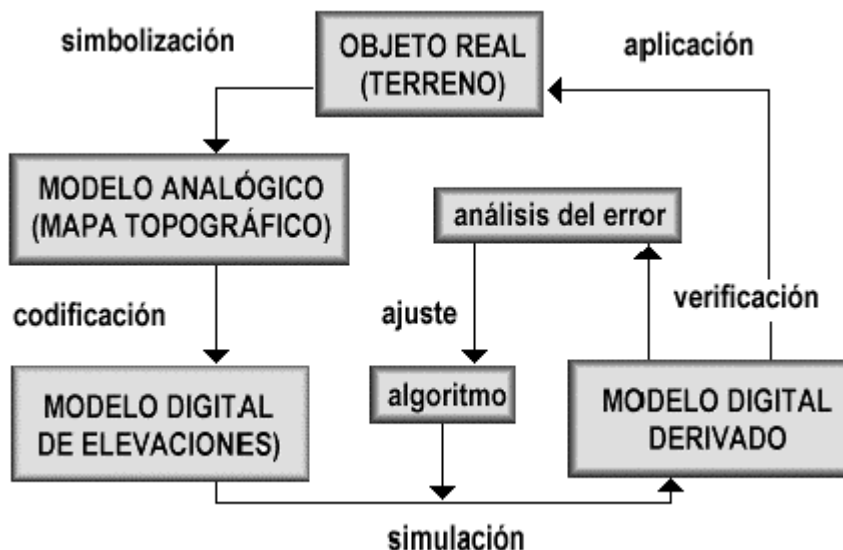 simbolización
OBJETO REAL
(TERRENO)
aplicación
MODELO ANALÓGICO
(MAPA TOPOGRÁFICO)
análisis del error
codificación
ajuste
verificación
MODELO DIGITAL
DE ELEVACIONES)
algoritmo
MODELO DIGITAL
DERIVADO
simulación